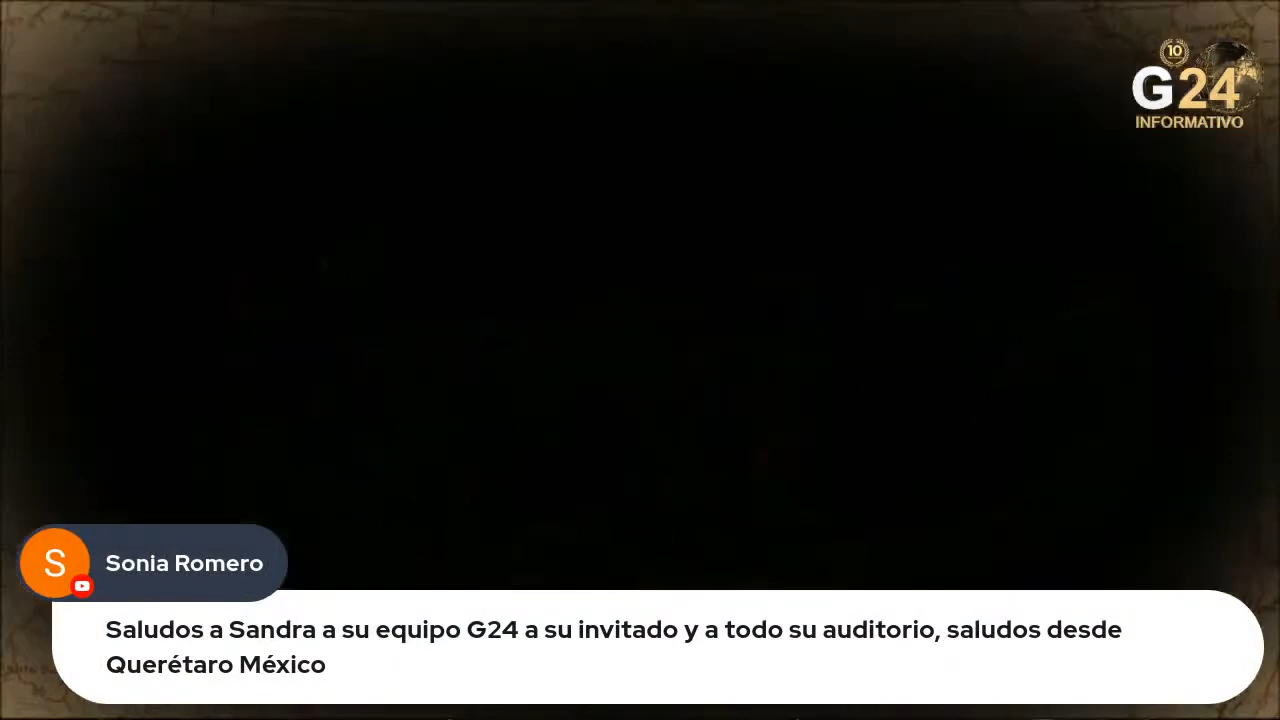 10
G24
INFORMATIVO
S
Sonia Romero
Saludos a Sandra a su equipo G24 a su invitado y a todo su auditorio, saludos desde
Querétaro México